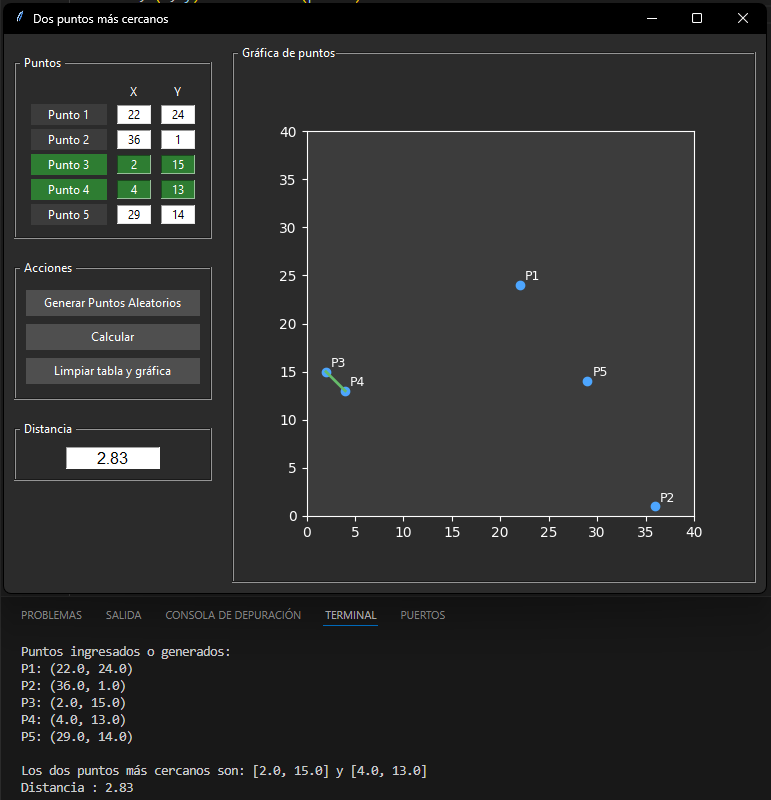 Dos puntos más cercanos
Puntos
X Y
Punto 1 22 24
Punto 2 36 1
Punto 3 2 15
Punto 4 4 13
Punto 5 29 14
Acciones
Generar Puntos Aleatorios
Calcular
Limpiar tabla y gráfica
Distancia
2.83
Gráfica de puntos
40
35
30
25
20
15
10
5
0
P1
P3
P4
P5
P2
0 5 10 15 20 25 30 35 40
PROBLEMAS SALIDA CONSOLA DE DEPURACIÓN TERMINAL PUERTOS
Puntos ingresados o generados:
P1: (22.0, 24.0)
P2: (36.0, 1.0)
P3: (2.0, 15.0)
P4: (4.0, 13.0)
P5: (29.0, 14.0)
Los dos puntos más cercanos son: [2.0, 15.0] y [4.0, 13.0]
Distancia : 2.83